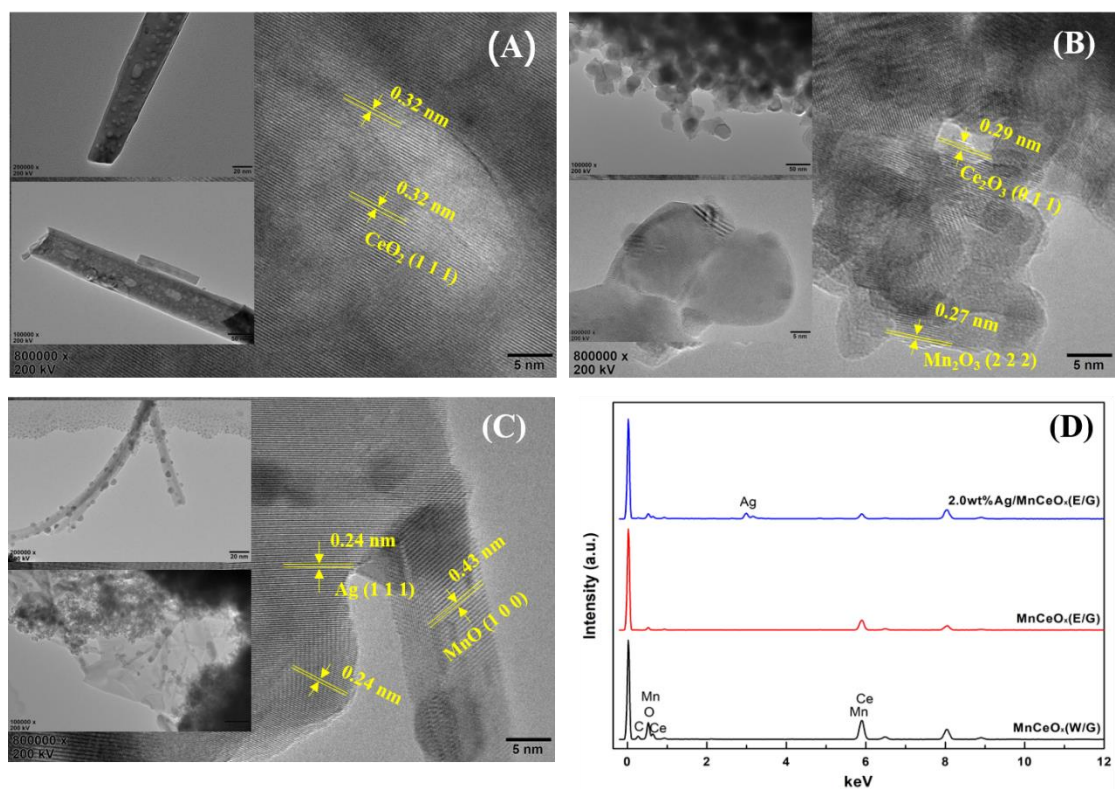 (A)
0.32 nm
0.32 nm
CeO₂ (1 1 1)
200000 x
200 kV
20 nm
100000 x
200 kV
800000 x
200 kV
5 nm
(B)
0.29 nm
Ce₂O₃ (0 1 1)
0.27 nm
Mn₂O₃ (2 2 2)
100000 x
200 kV
50 nm
200 kV
5 nm
800000 x
200 kV
5 nm
(C)
0.24 nm
Ag (1 1 1)
0.43 nm
MnO (1 0 0)
0.24 nm
200 kV
20 nm
100000 x
200 kV
800000 x
200 kV
5 nm
(D)
Intensity (a.u.)
2.0wt%Ag/MnCeOₓ(E/G)
Ag
MnCeOₓ(E/G)
Mn
O
C
Ce
Ce
Mn
MnCeOₓ(W/G)
0 2 4 6 8 10 12
keV